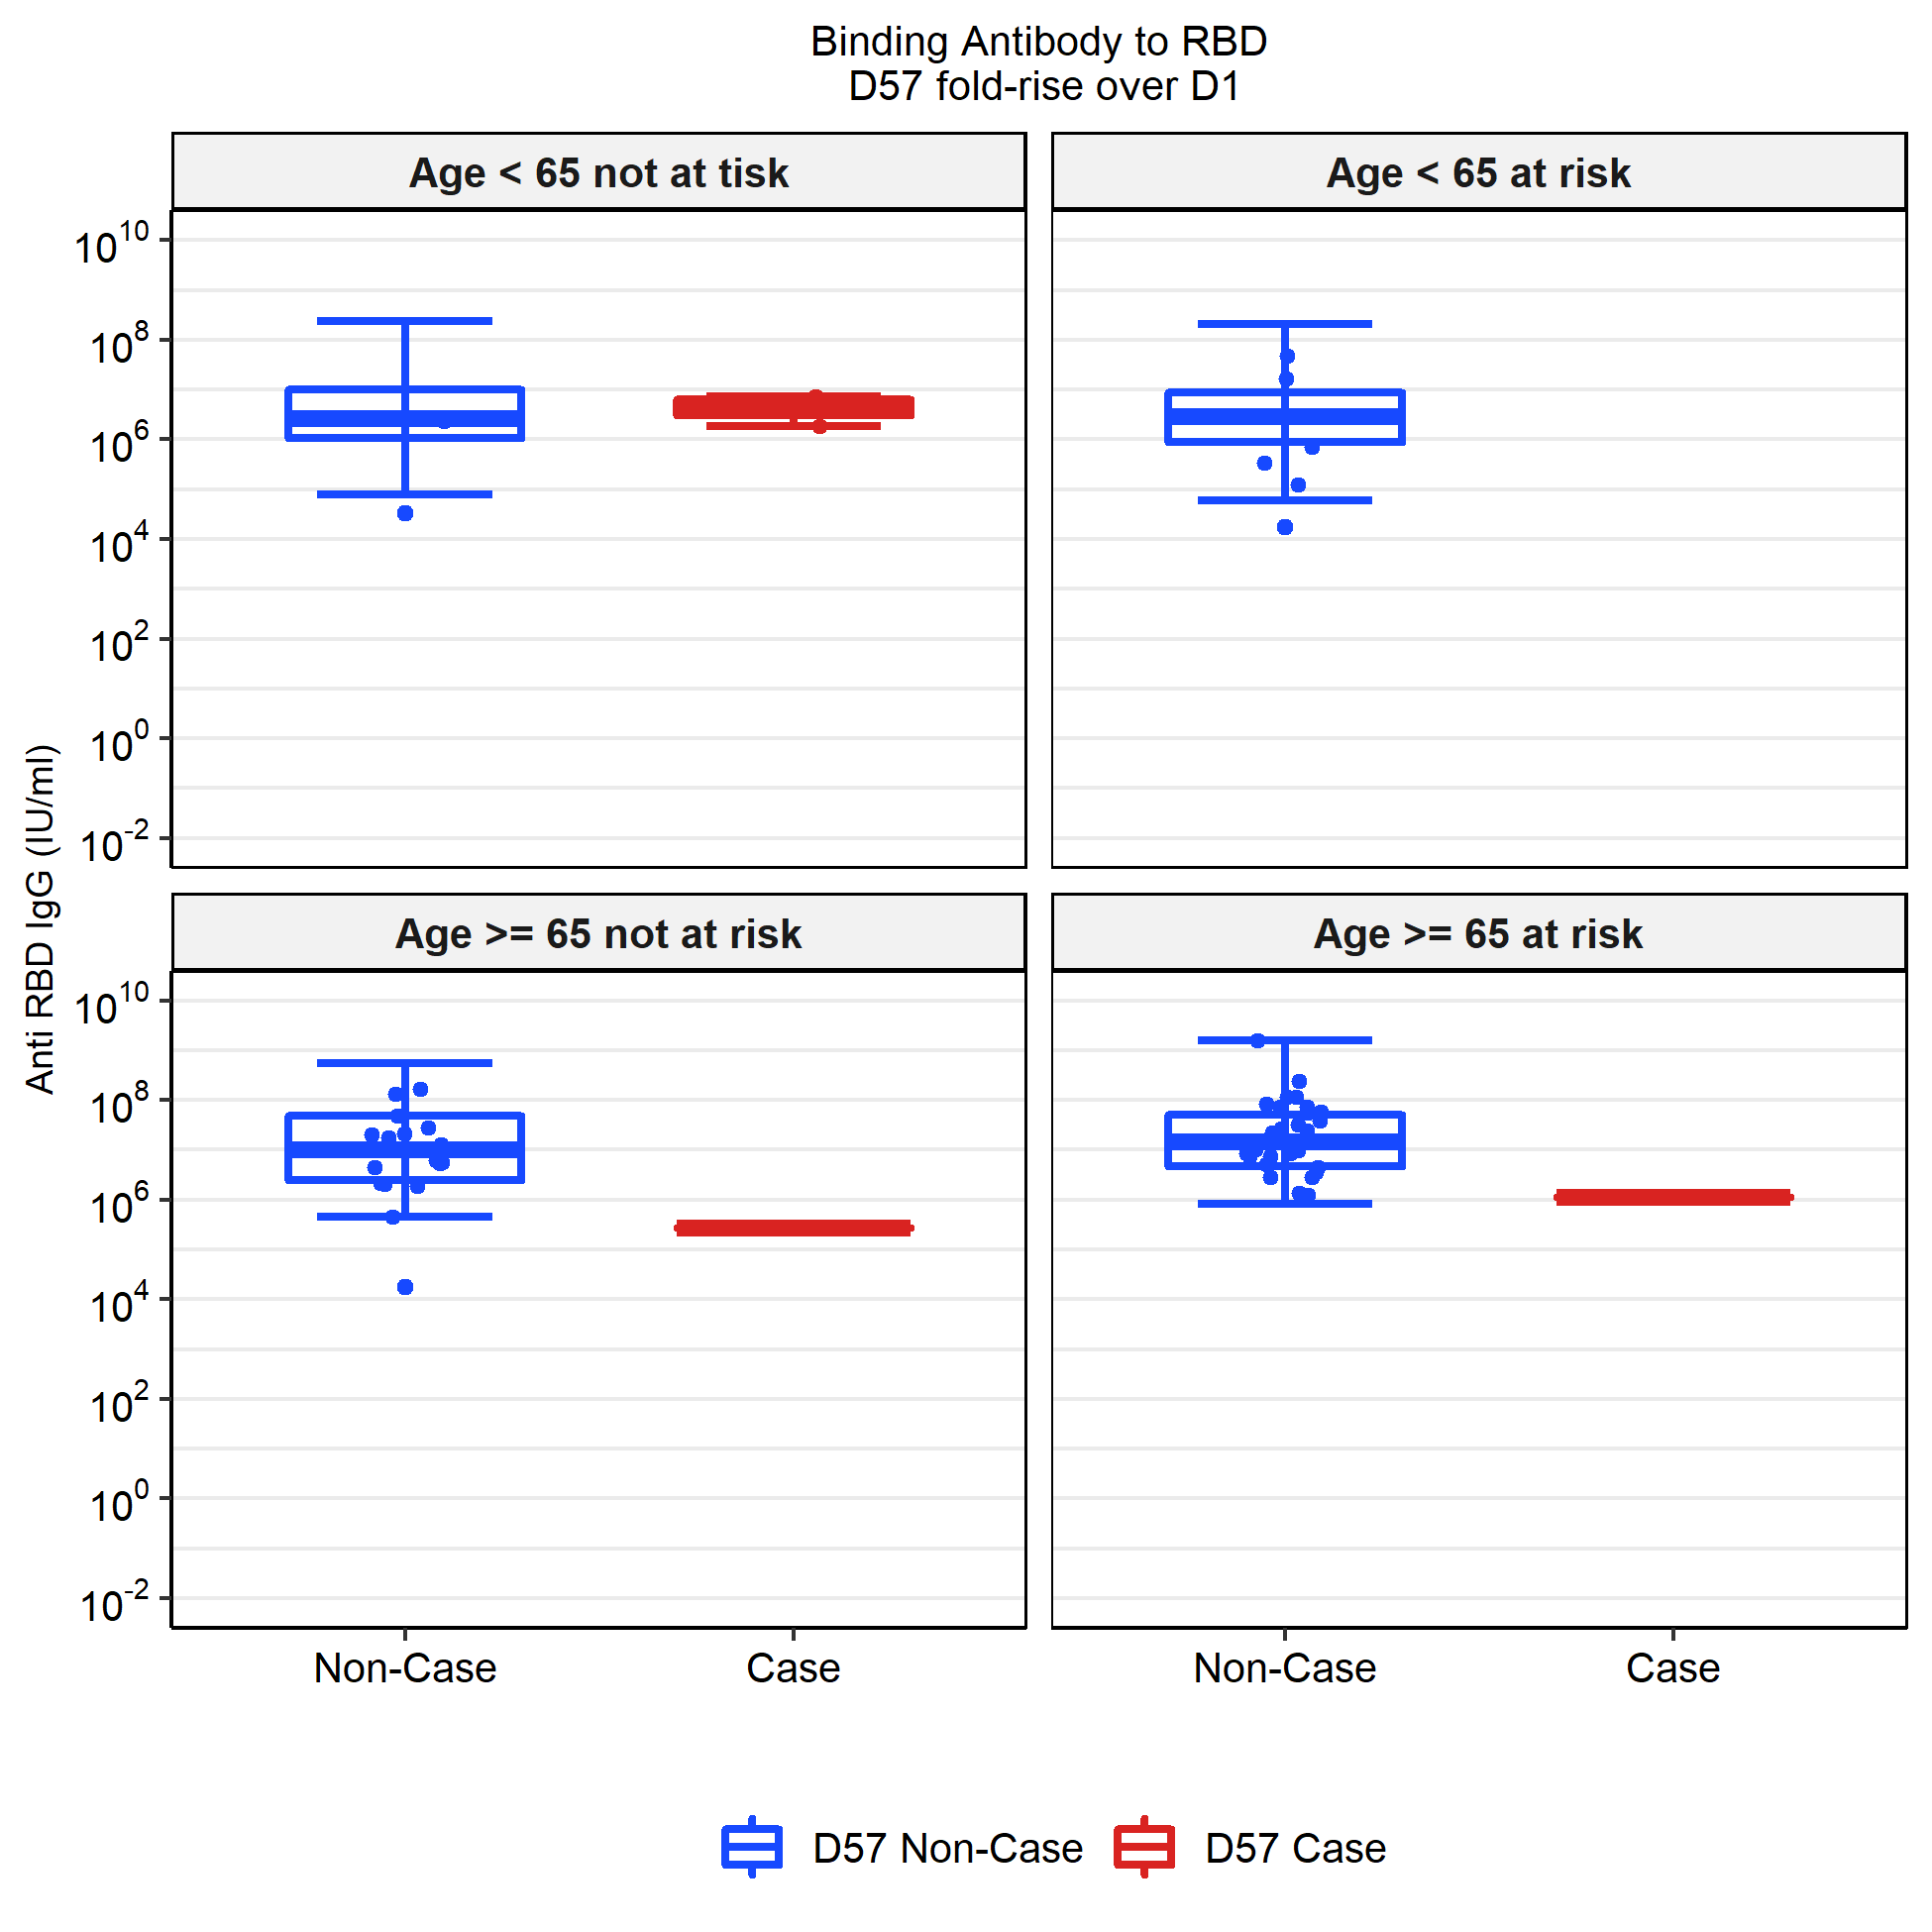 Binding Antibody to RBD
D57 fold-rise over D1
Age < 65 not at tisk
Age < 65 at risk
10^10
10^8
10^6
10^4
10^2
10^0
10^-2
Anti RBD IgG (IU/ml)
Age >= 65 not at risk
Age >= 65 at risk
10^10
10^8
10^6
10^4
10^2
10^0
10^-2
Non-Case
Case
Non-Case
Case
D57 Non-Case
D57 Case